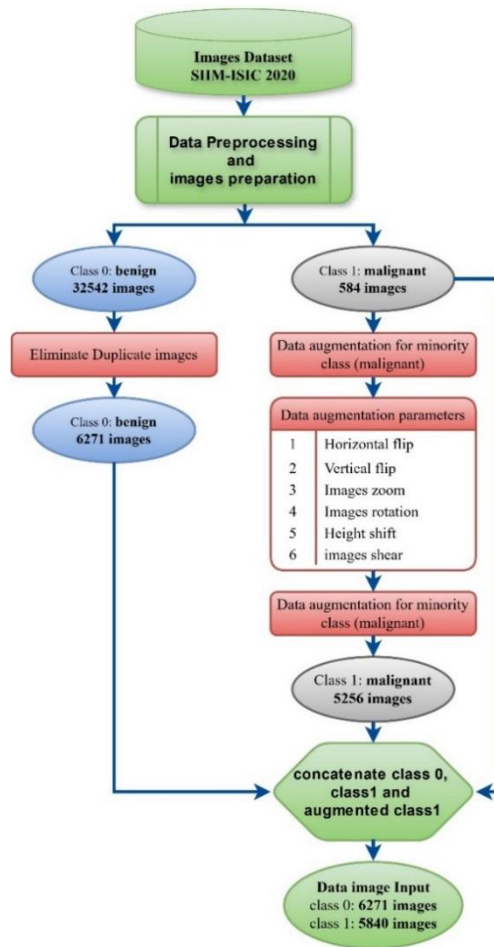 Images Dataset
SIIM-ISIC 2020
Data Preprocessing
and
images preparation
Class 0: benign
32542 images
Class 1: malignant
584 images
Eliminate Duplicate images
Data augmentation for minority
class (malignant)
Class 0: benign
6271 images
Data augmentation parameters
1 Horizontal flip
2 Vertical flip
3 Images zoom
4 Images rotation
5 Height shift
6 images shear
Data augmentation for minority
class (malignant)
Class 1: malignant
5256 images
concatenate class 0,
class1 and
augmented class1
Data image Input
class 0: 6271 images
class 1: 5840 images